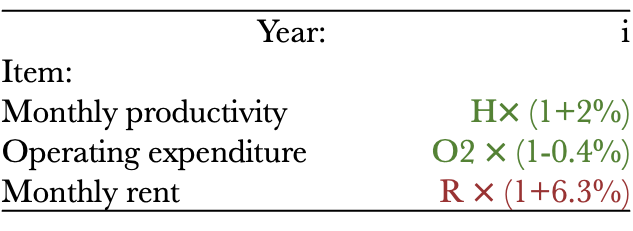 Year: i
Item:
Monthly productivity H× (1+2%)
Operating expenditure O2 × (1-0.4%)
Monthly rent R × (1+6.3%)